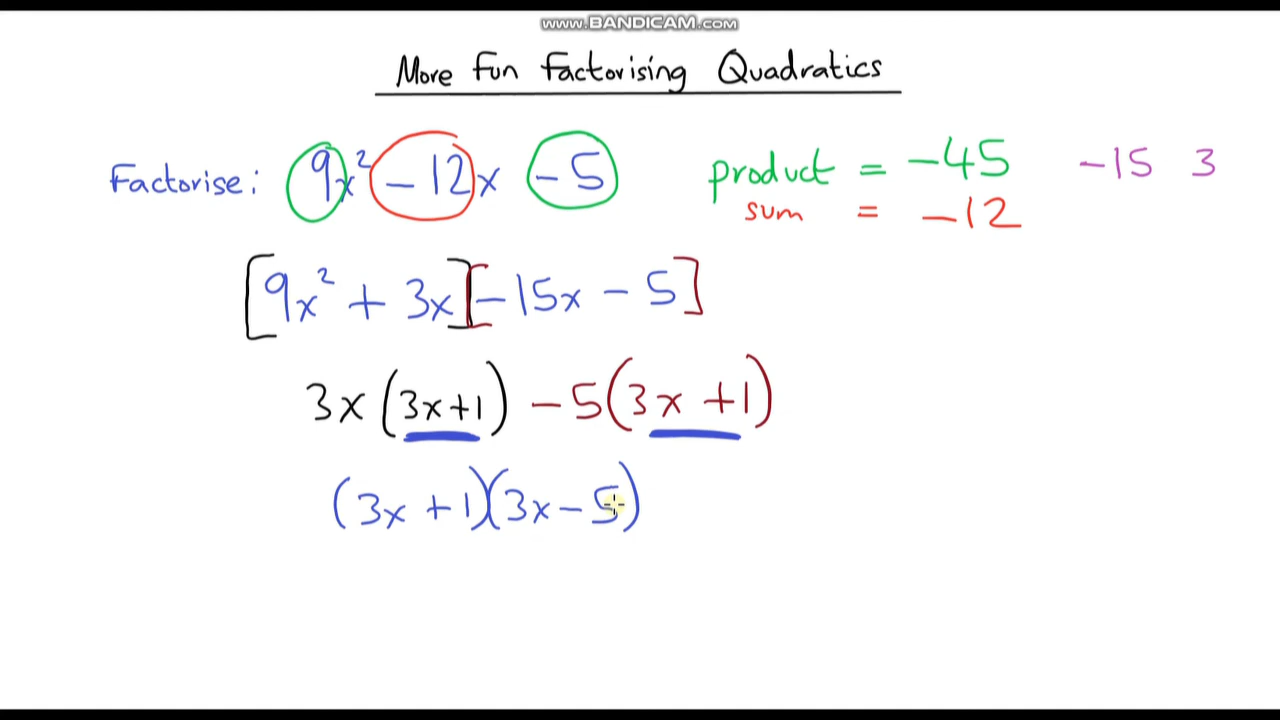 www.BANDICAM.com
More Fun Factorising Quadratics
Factorise: 9x² - 12x - 5 product = -45 -15 3
sum = -12
[9x² + 3x][-15x - 5]
3x(3x+1) - 5(3x+1)
(3x+1)(3x-5)